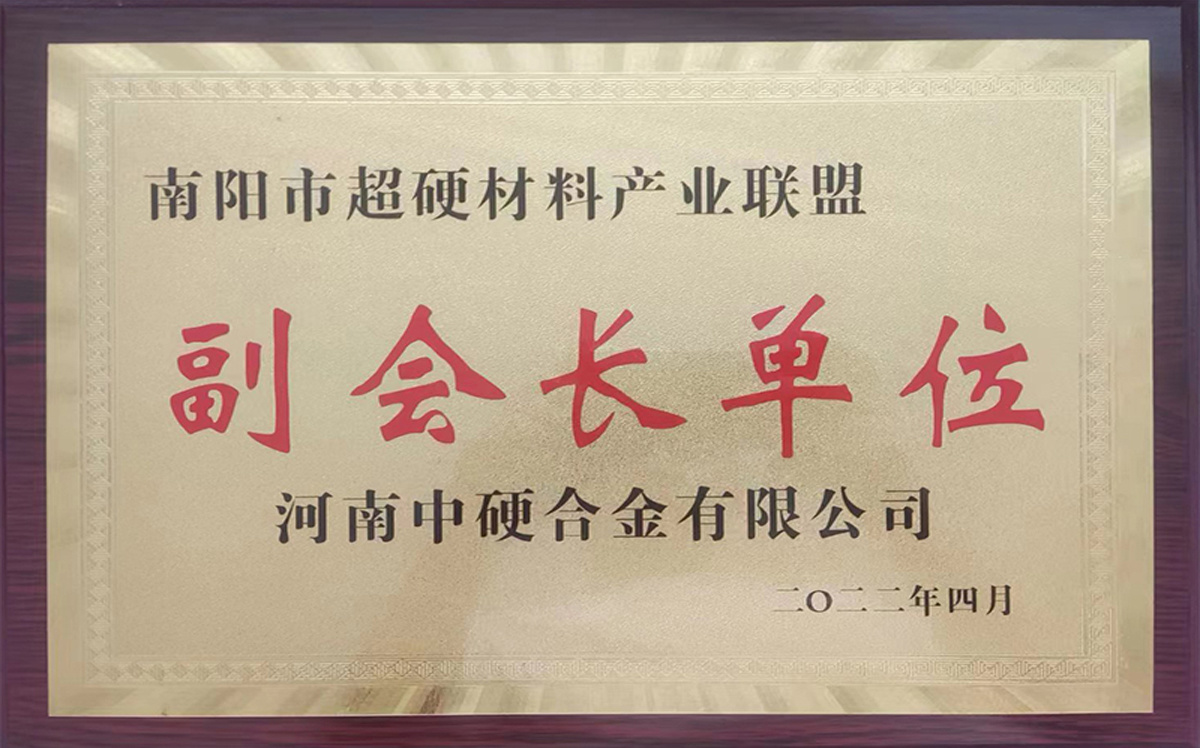 南阳市超硬材料产业联盟
副会长单位
河南中硬合金有限公司
二〇二二年四月